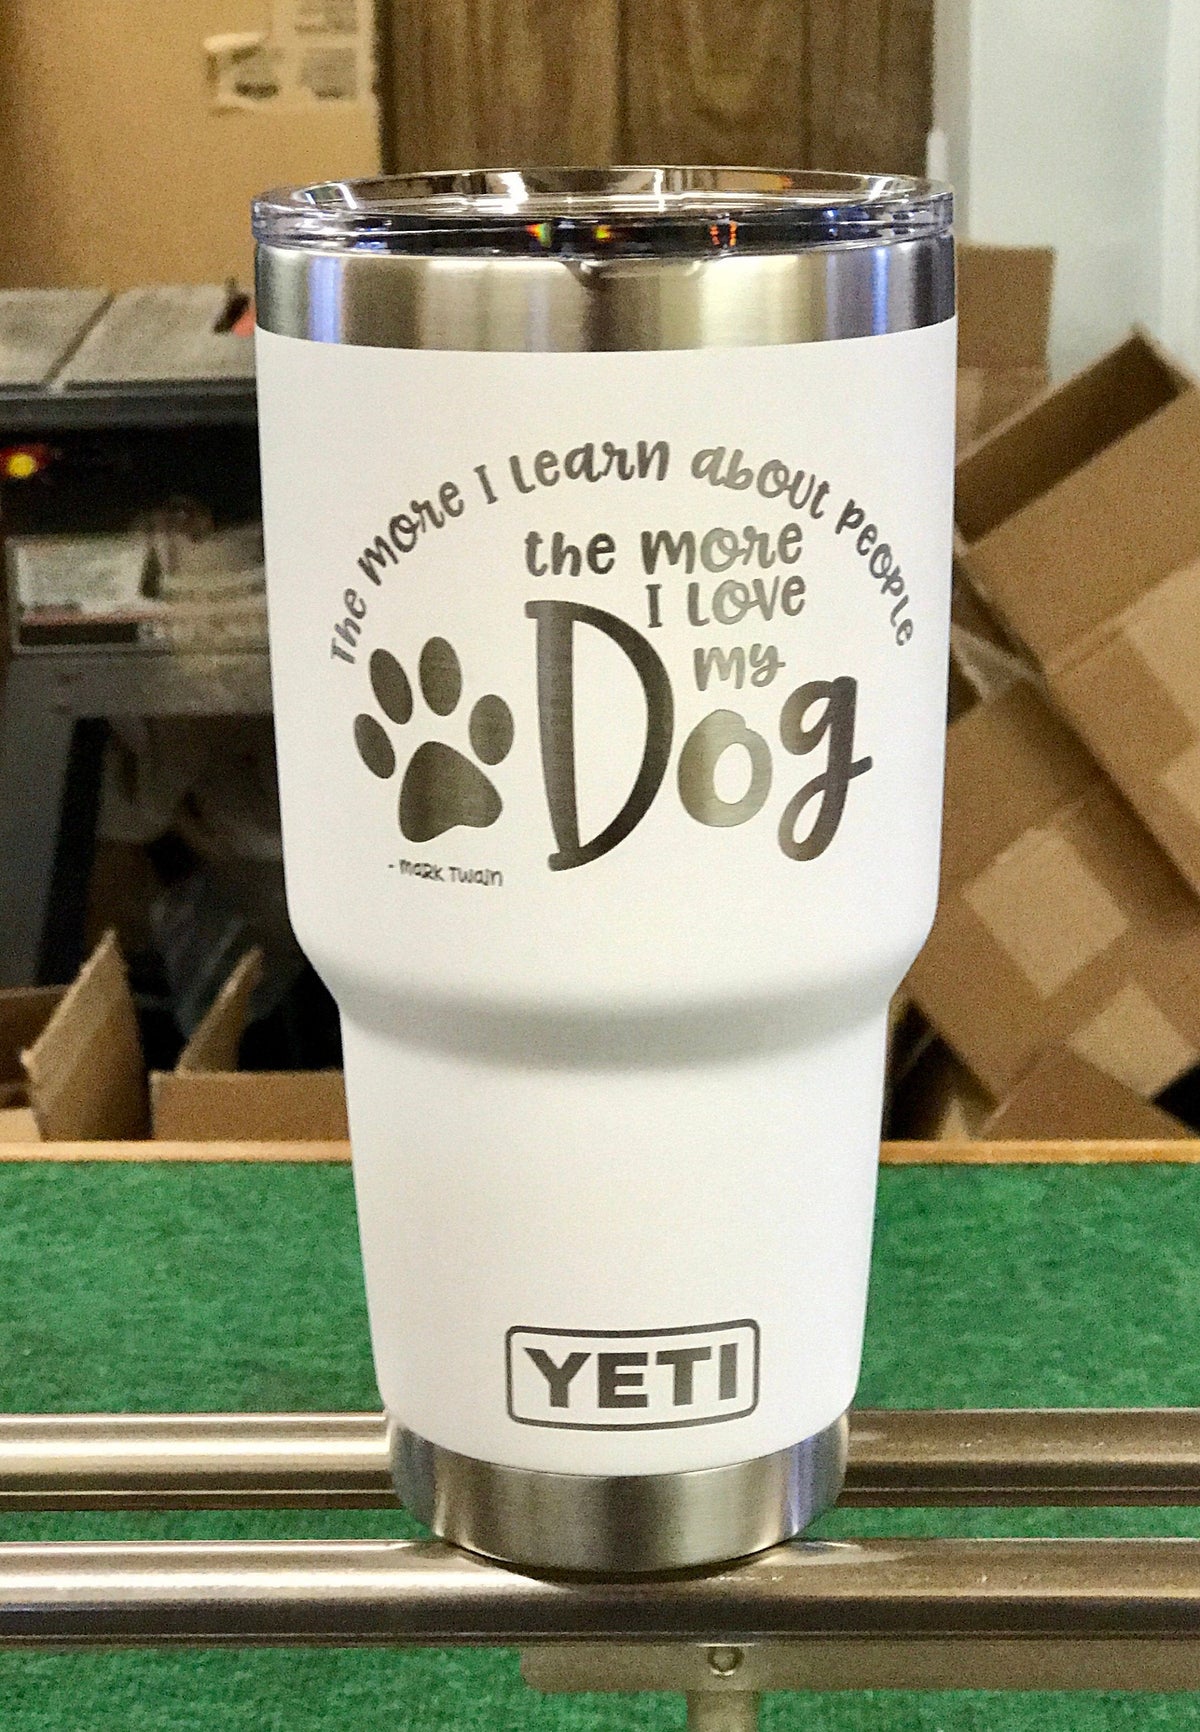 The more I learn about people
the more
I love
my
Dog
- Mark Twain
YETI